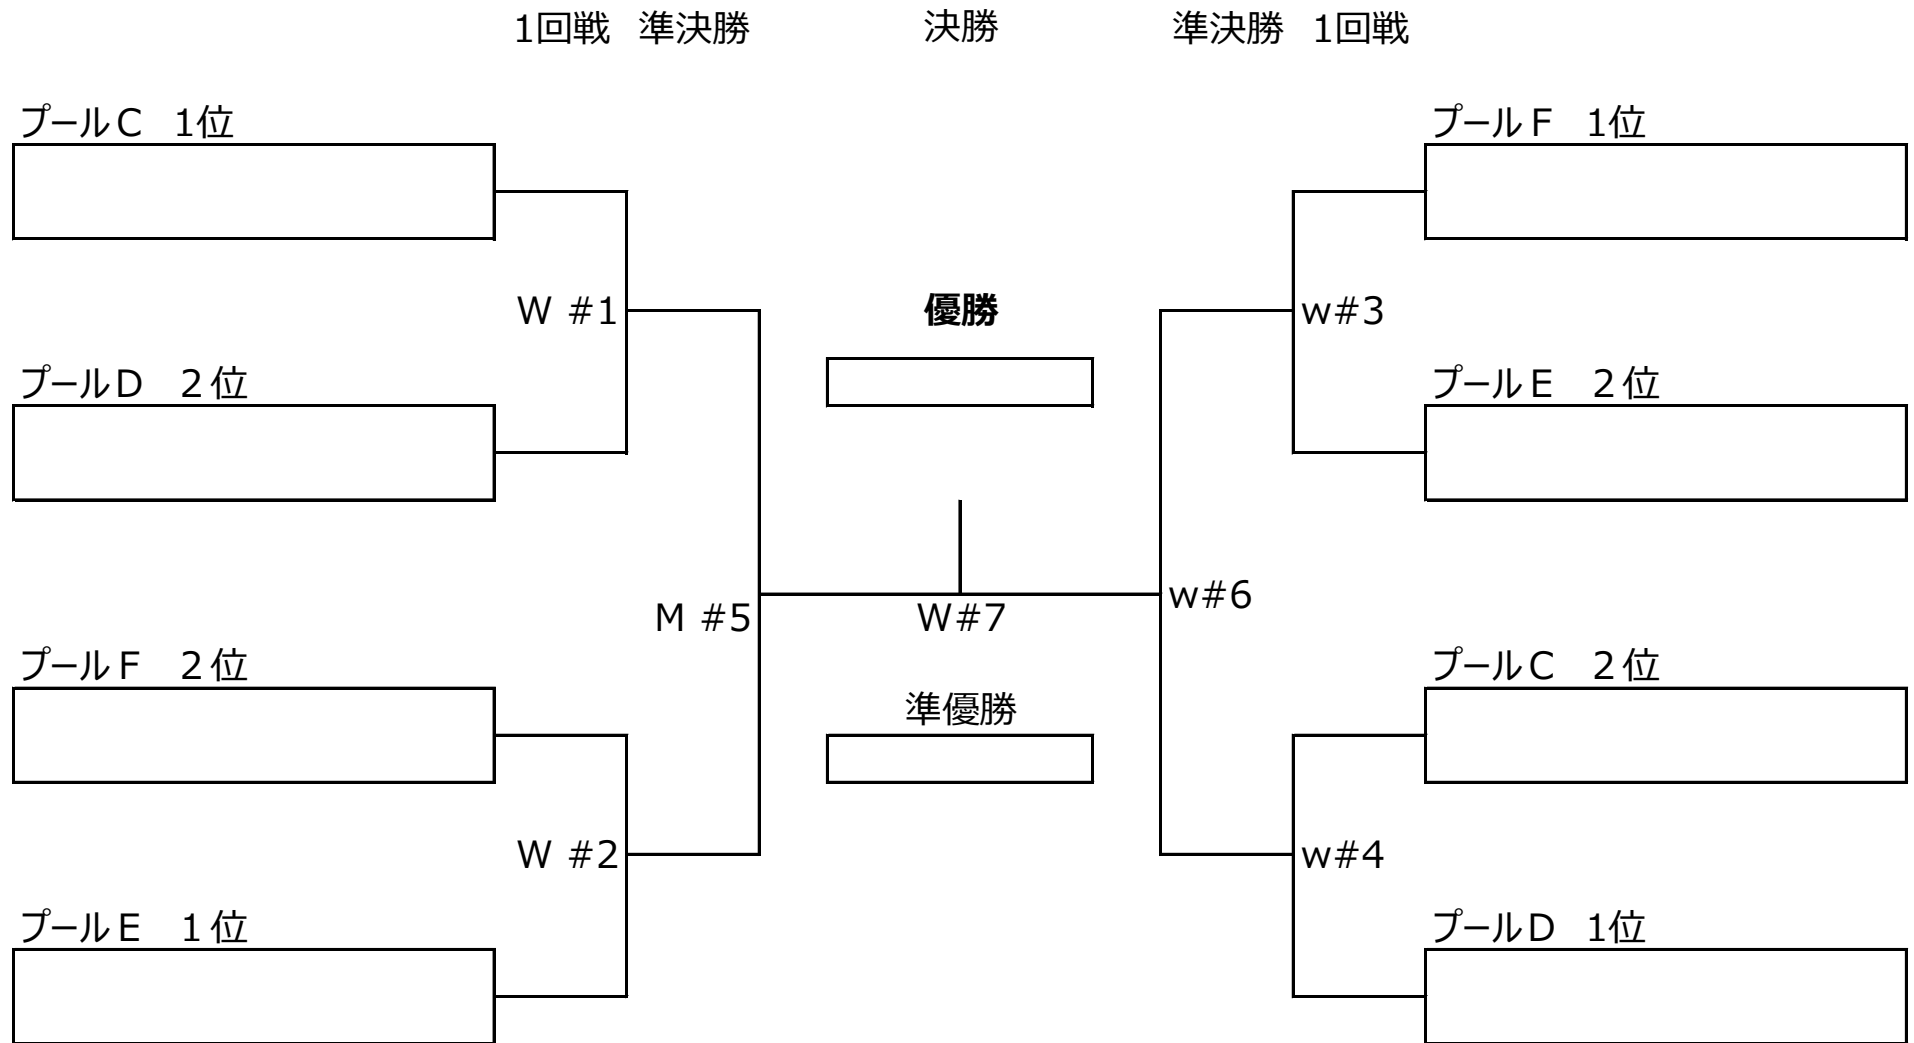 1回戦 準決勝 決勝 準決勝 1回戦
プールC 1位 プールF 1位
W #1 優勝 w#3
プールD 2位 プールE 2位
M #5 W#7 w#6
プールF 2位 プールC 2位
準優勝
W #2 w#4
プールE 1位 プールD 1位